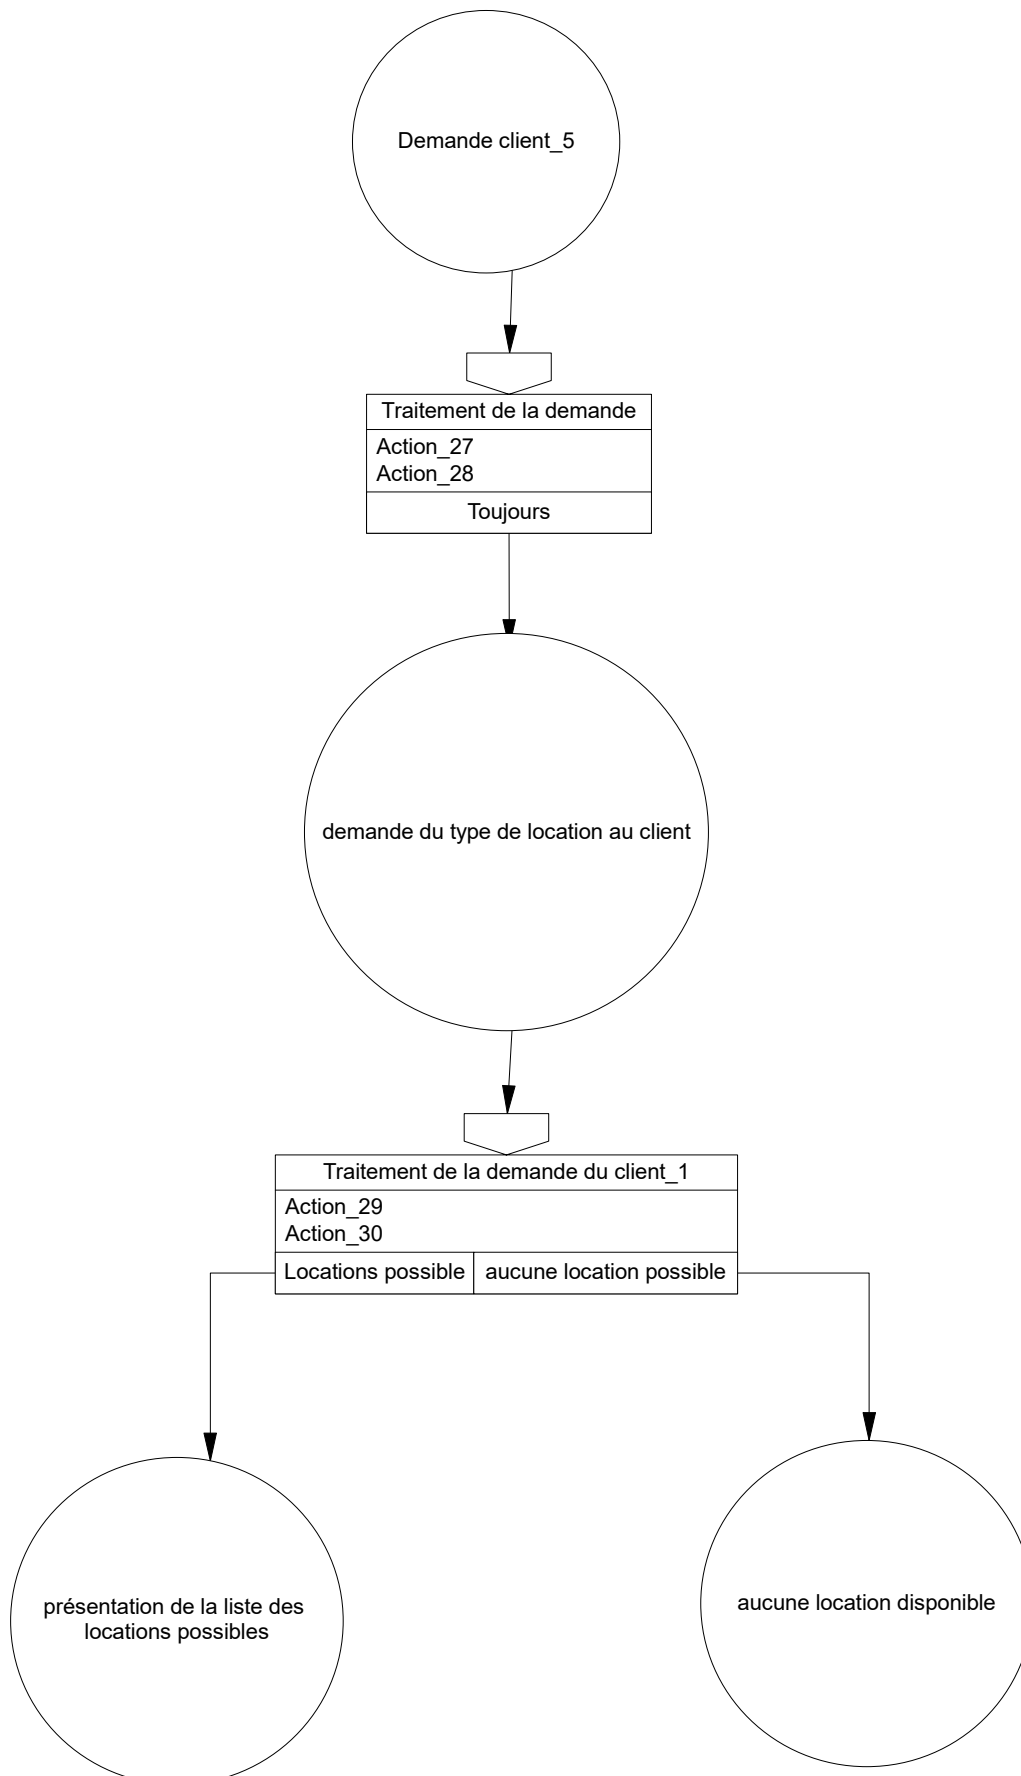 Demande client_5
Traitement de la demande
Action_27
Action_28
Toujours
demande du type de location au client
Traitement de la demande du client_1
Action_29
Action_30
Locations possible
aucune location possible
présentation de la liste des
locations possibles
aucune location disponible